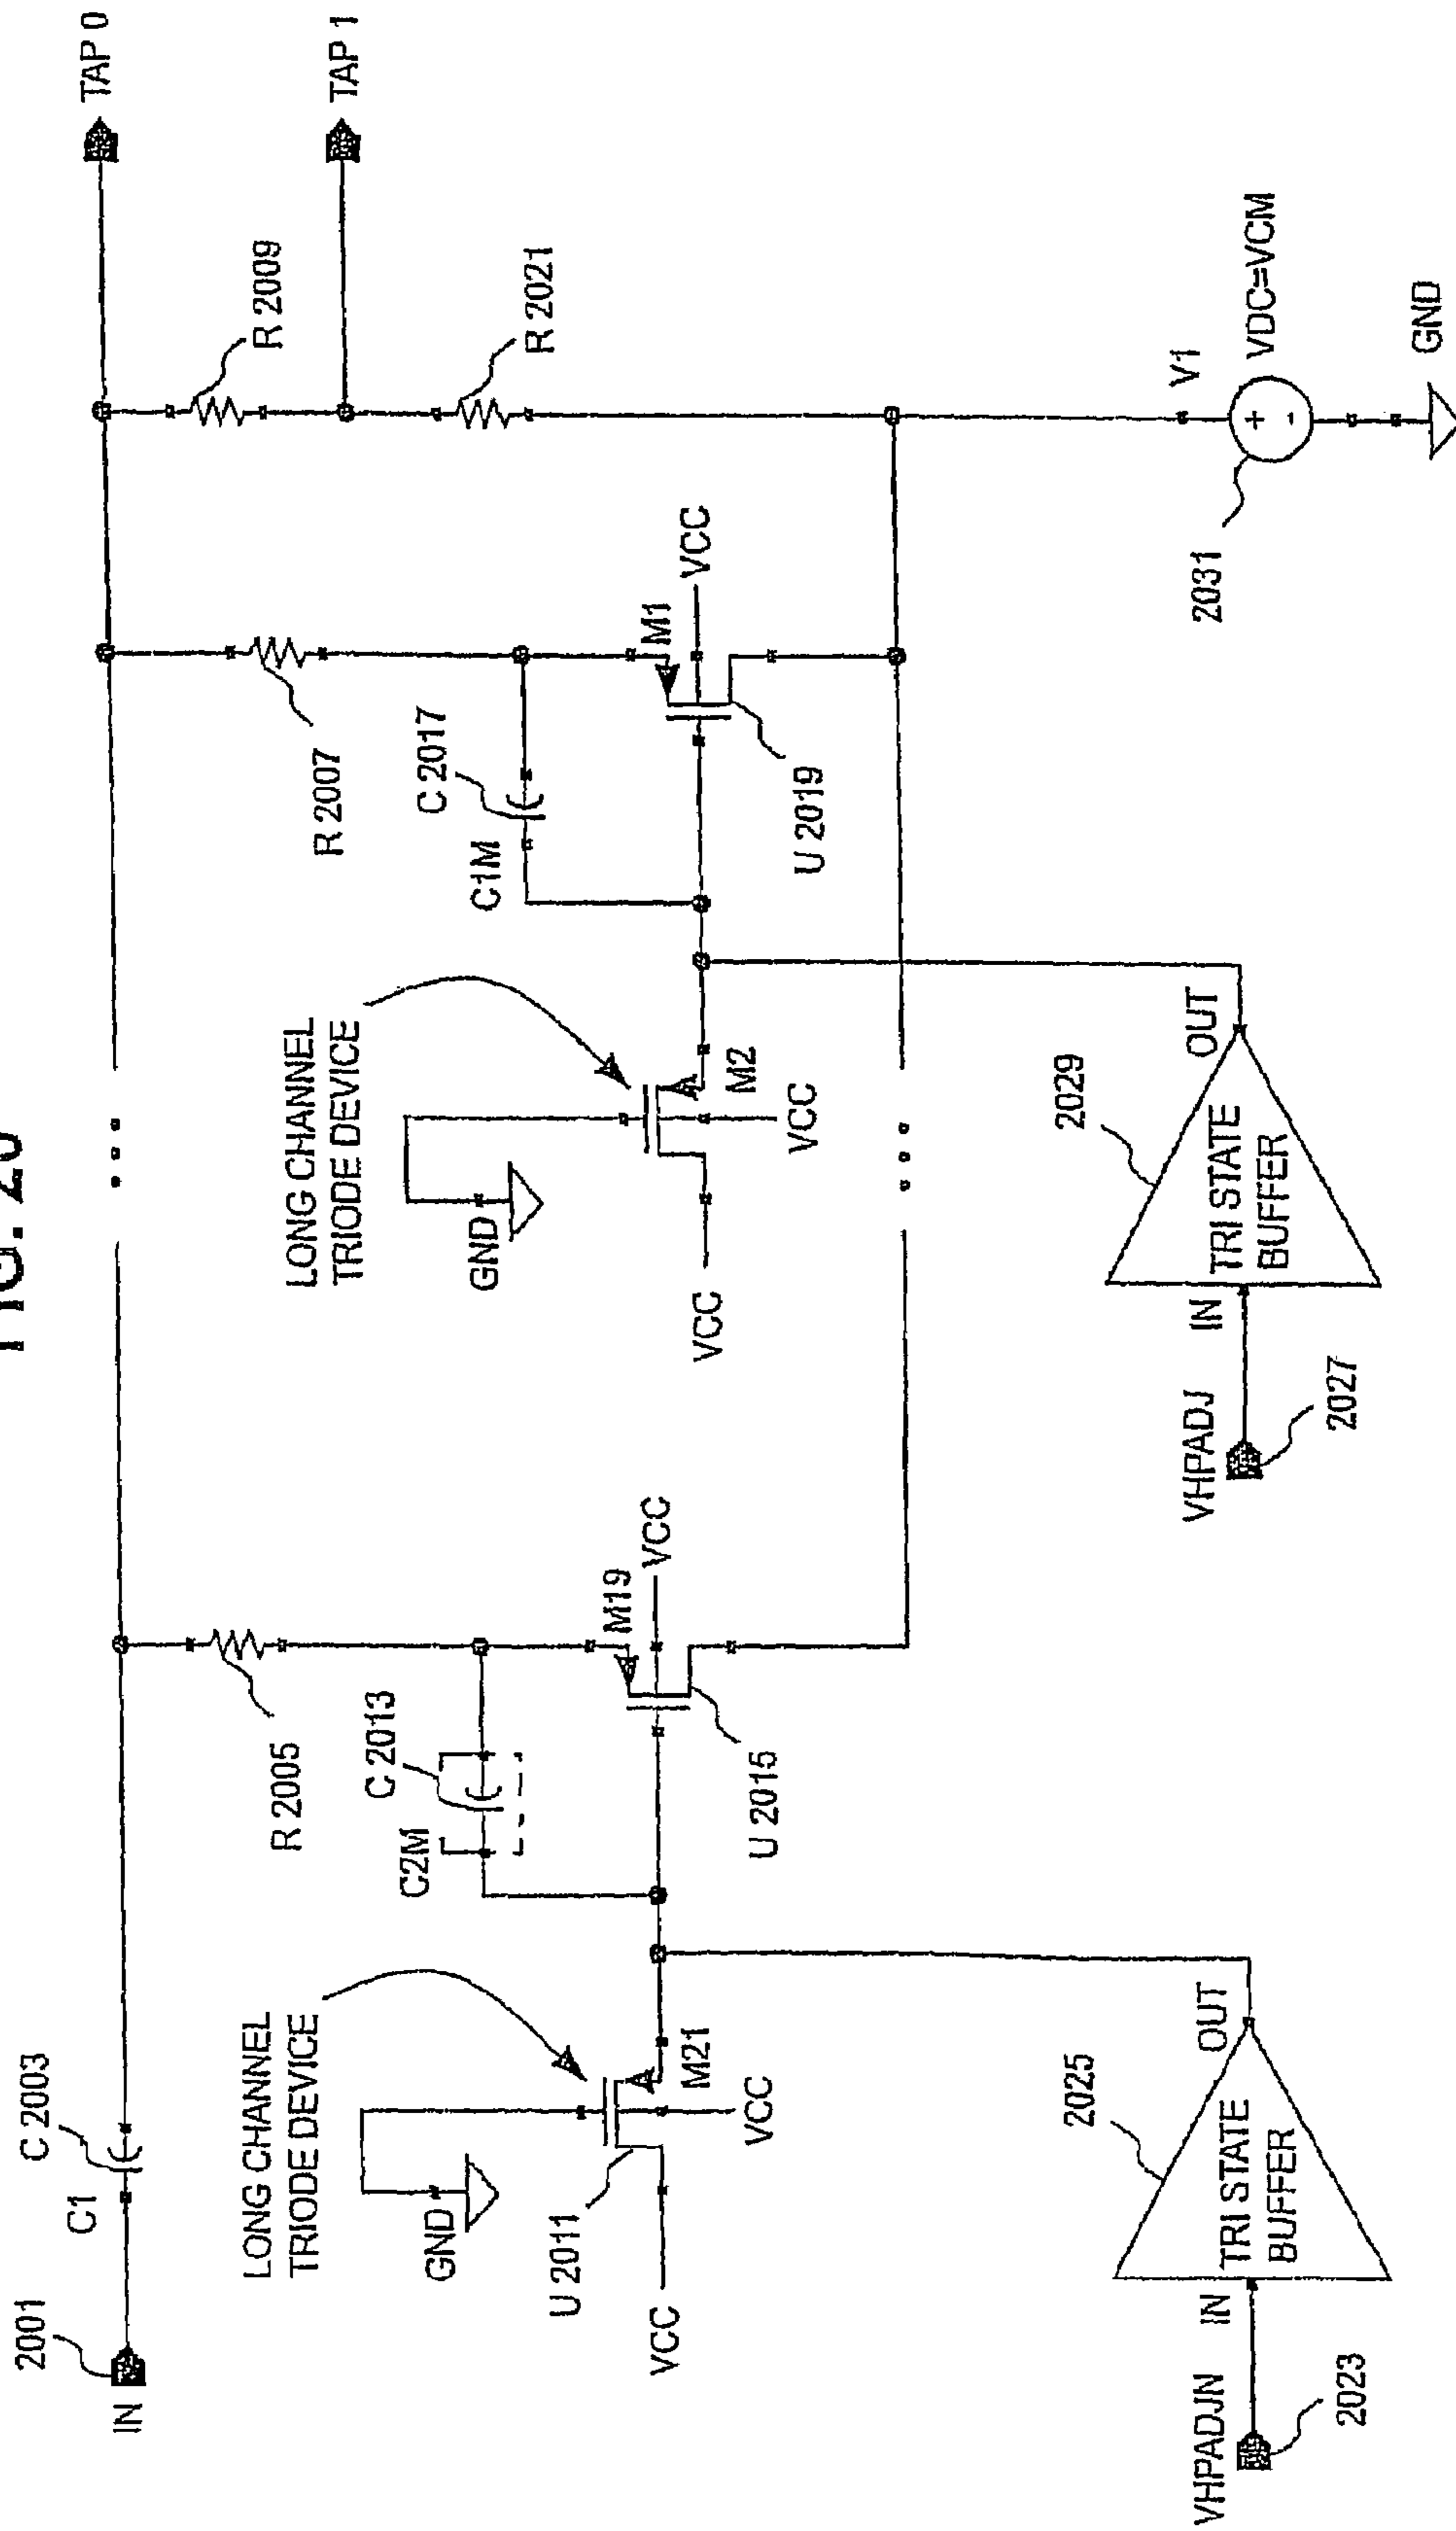 FIG. 20
2001
IN
C1
C 2003
R 2005
R 2007
R 2009
TAP 0
TAP 1
R 2021
LONG CHANNEL
TRIODE DEVICE
GND
U 2011
VCC
M21
VCC
C2M
C 2013
M19
VCC
U 2015
LONG CHANNEL
TRIODE DEVICE
GND
VCC
M2
VCC
C1M
C 2017
M1
VCC
U 2019
VHPADJN
2023
IN
TRI STATE
BUFFER
2025
OUT
VHPADJ
2027
IN
TRI STATE
BUFFER
2029
OUT
2031
V1
VDC=VCM
GND